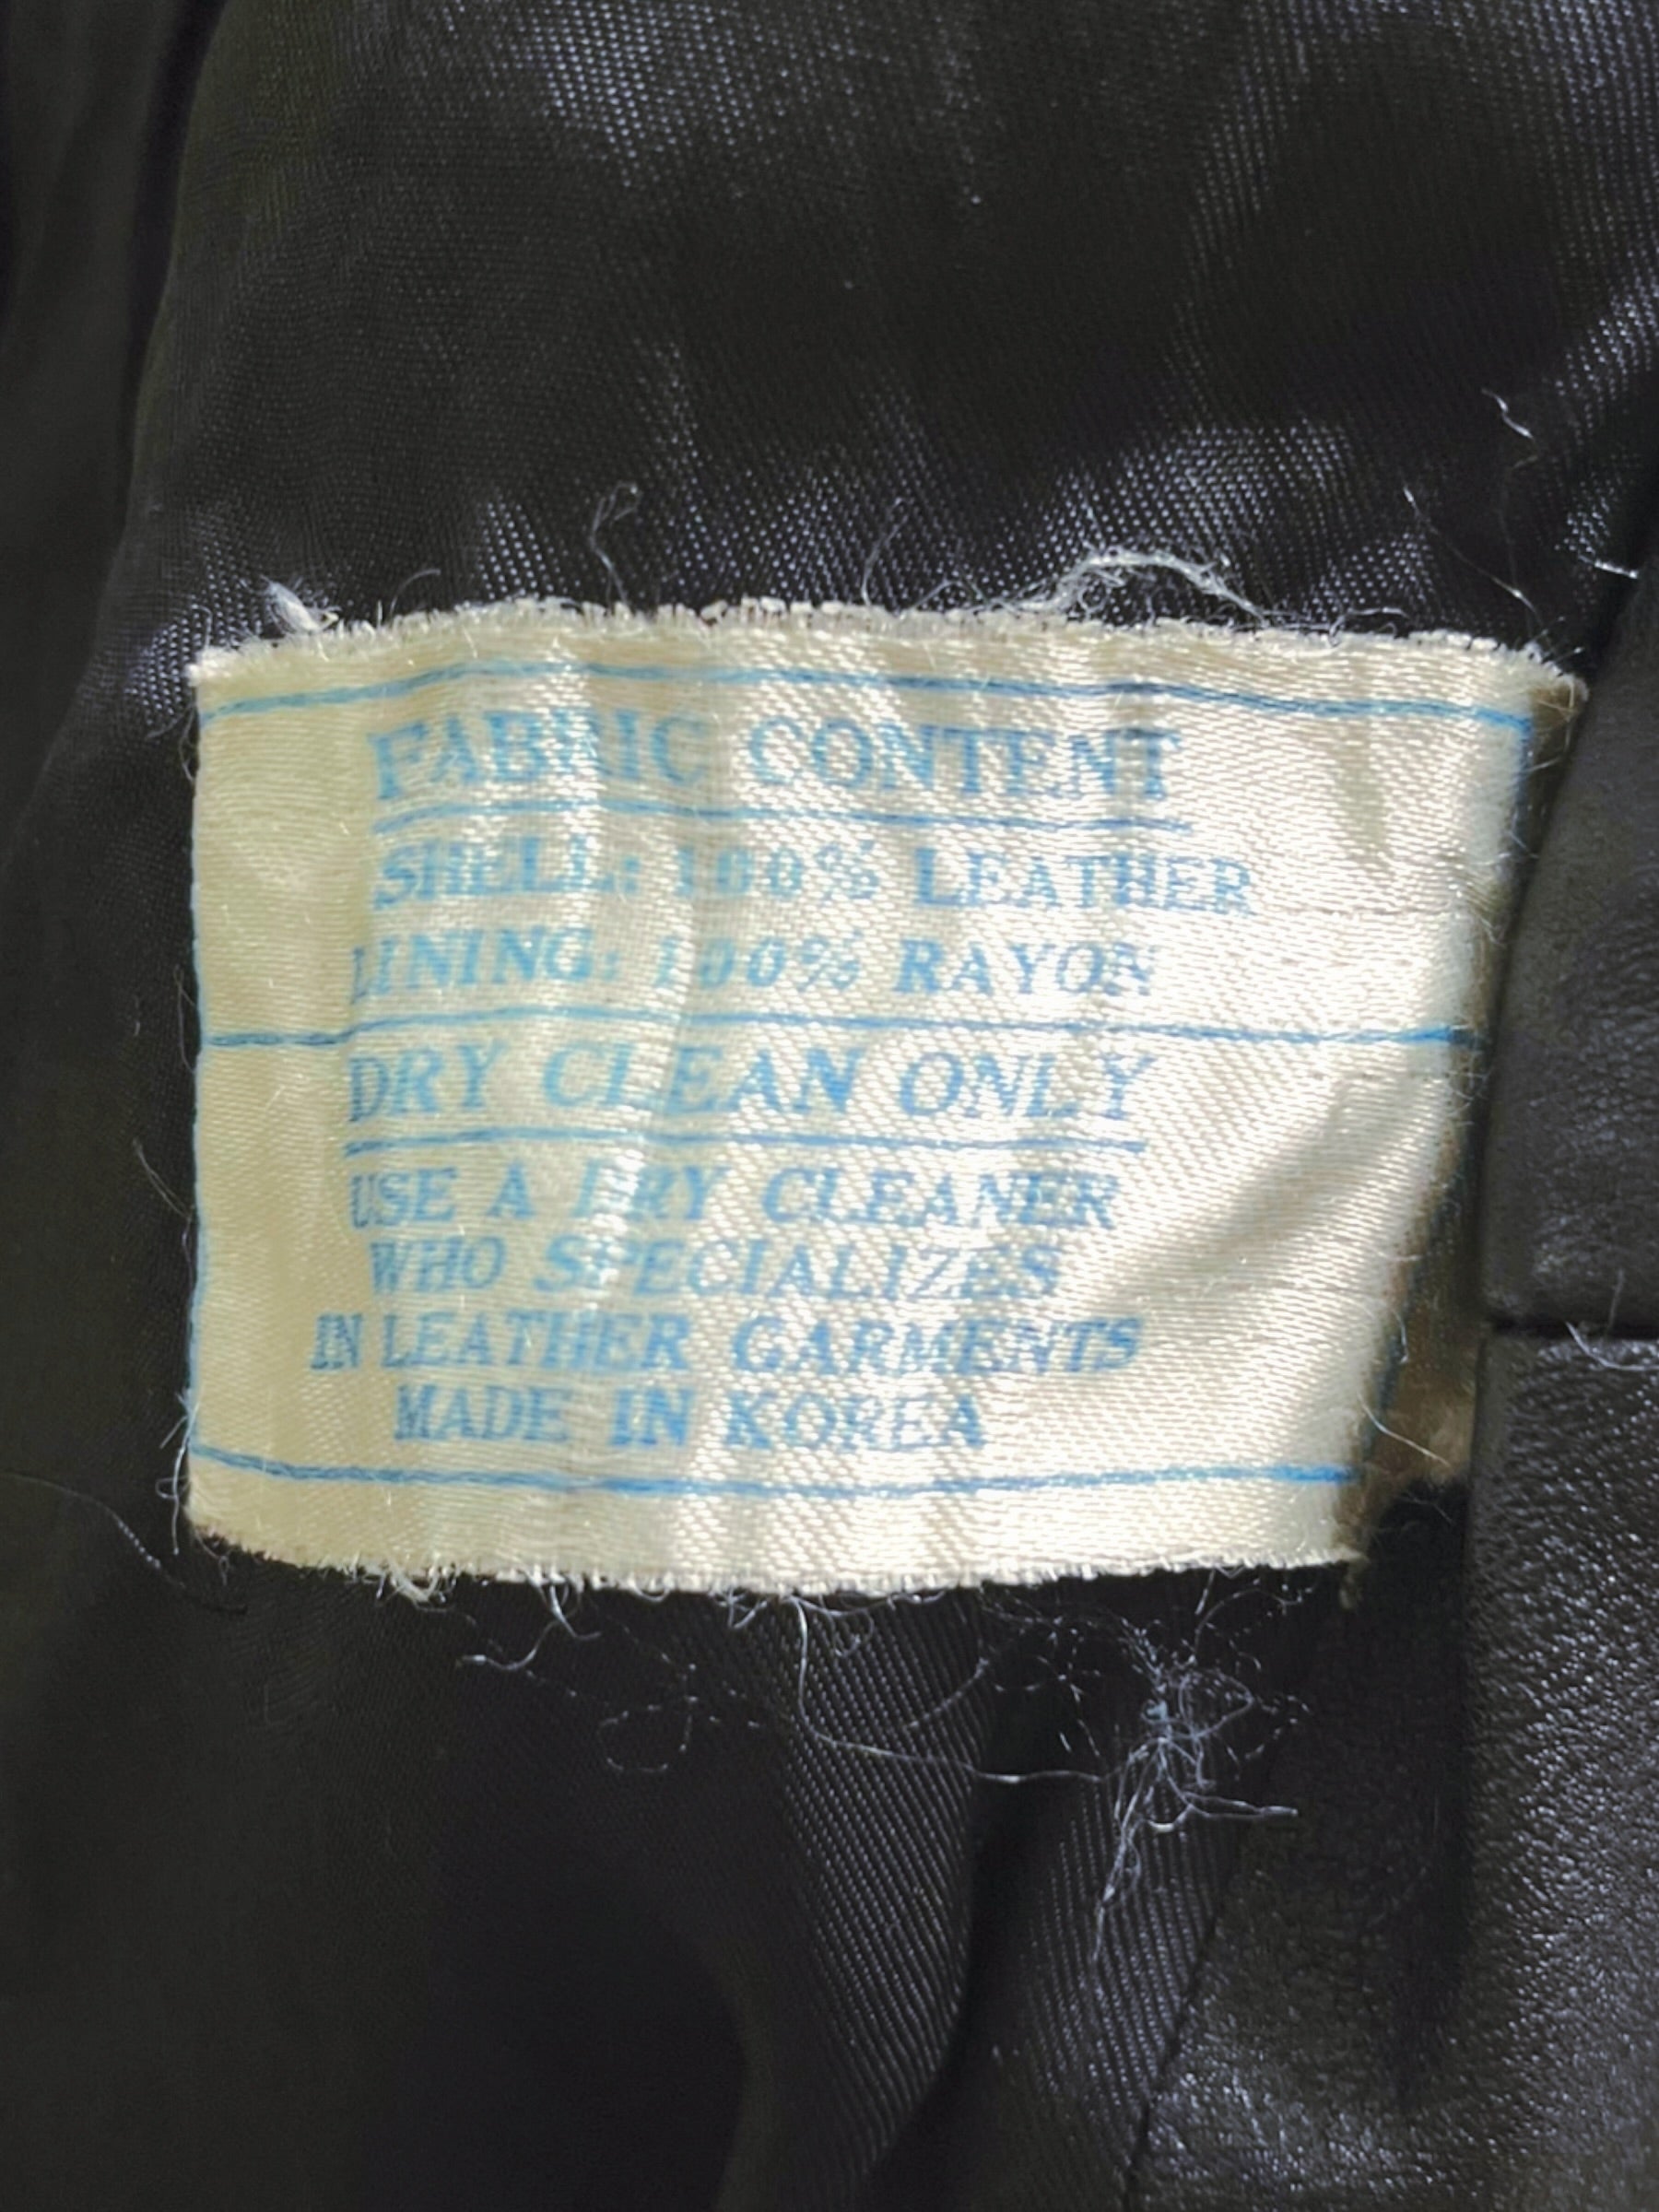 FABRIC CONTENT
SHELL: 100% LEATHER
LINING: 100% RAYON
DRY CLEAN ONLY
USE A DRY CLEANER
WHO SPECIALIZES
IN LEATHER GARMENTS
MADE IN KOREA